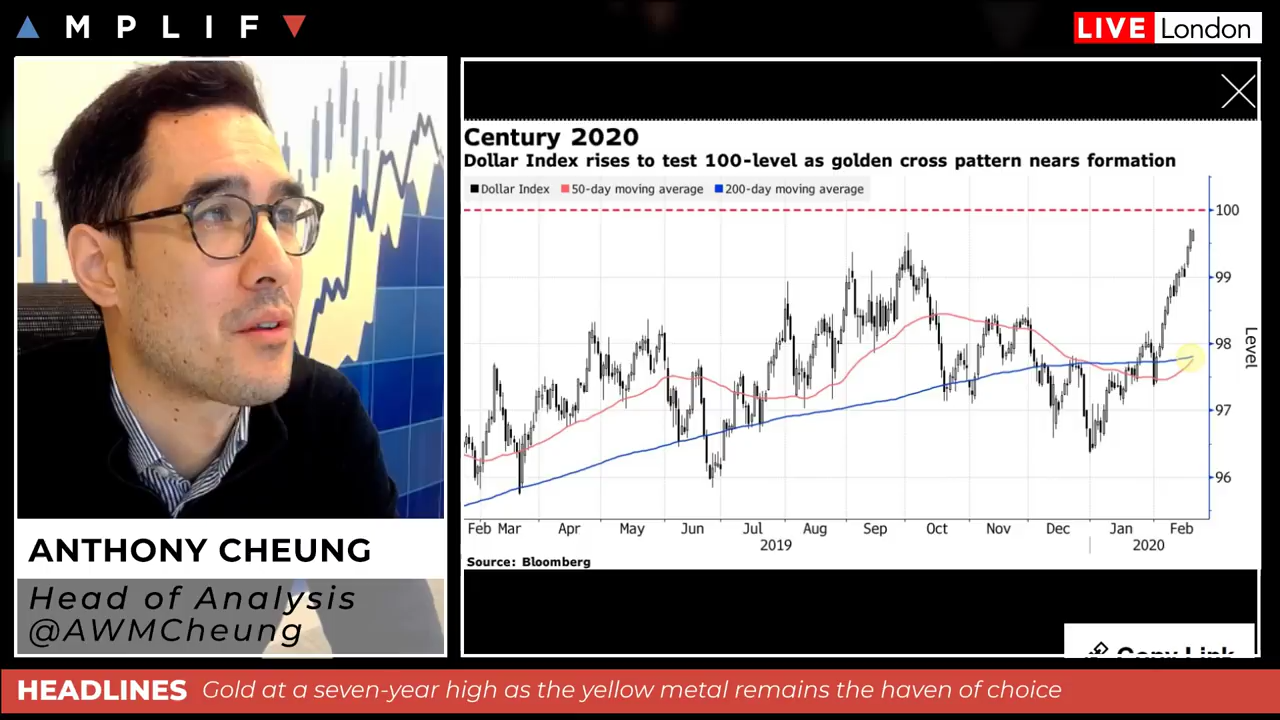 AMPLIFY
LIVE London
ANTHONY CHEUNG
Head of Analysis
@AWMCheung
Century 2020
Dollar Index rises to test 100-level as golden cross pattern nears formation
Dollar Index 50-day moving average 200-day moving average
100
99
98
97
96
Level
Feb Mar Apr May Jun Jul Aug Sep Oct Nov Dec Jan Feb
2019 2020
Source: Bloomberg
Copy Link
HEADLINES Gold at a seven-year high as the yellow metal remains the haven of choice